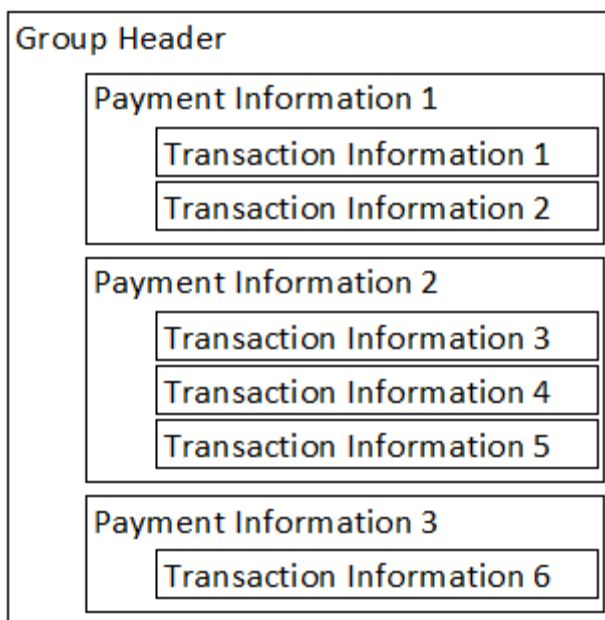 Group Header
Payment Information 1
Transaction Information 1
Transaction Information 2
Payment Information 2
Transaction Information 3
Transaction Information 4
Transaction Information 5
Payment Information 3
Transaction Information 6